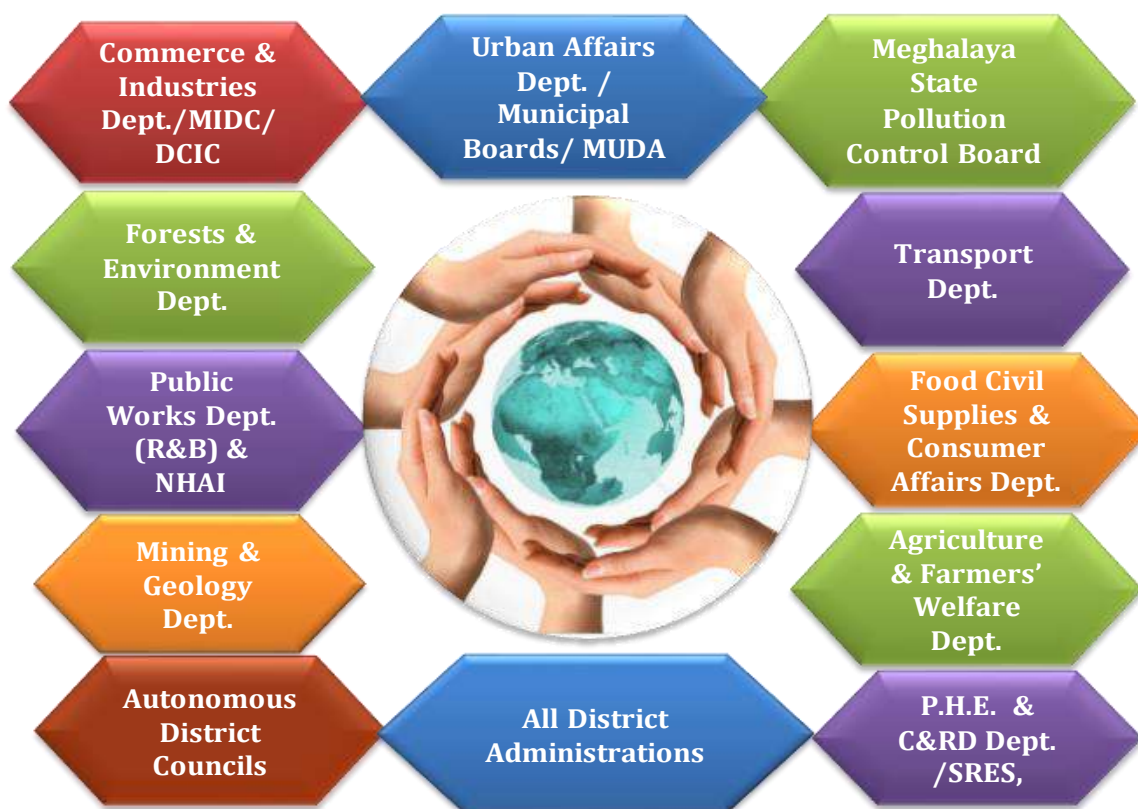 Commerce &
Industries
Dept./MIDC/
DCIC
Urban Affairs
Dept. /
Municipal
Boards/ MUDA
Meghalaya
State
Pollution
Control Board
Forests &
Environment
Dept.
Transport
Dept.
Public
Works Dept.
(R&B) &
NHAI
Food Civil
Supplies &
Consumer
Affairs Dept.
Mining &
Geology
Dept.
Agriculture
& Farmers’
Welfare
Dept.
Autonomous
District
Councils
All District
Administrations
P.H.E. &
C&RD Dept.
/SRES,